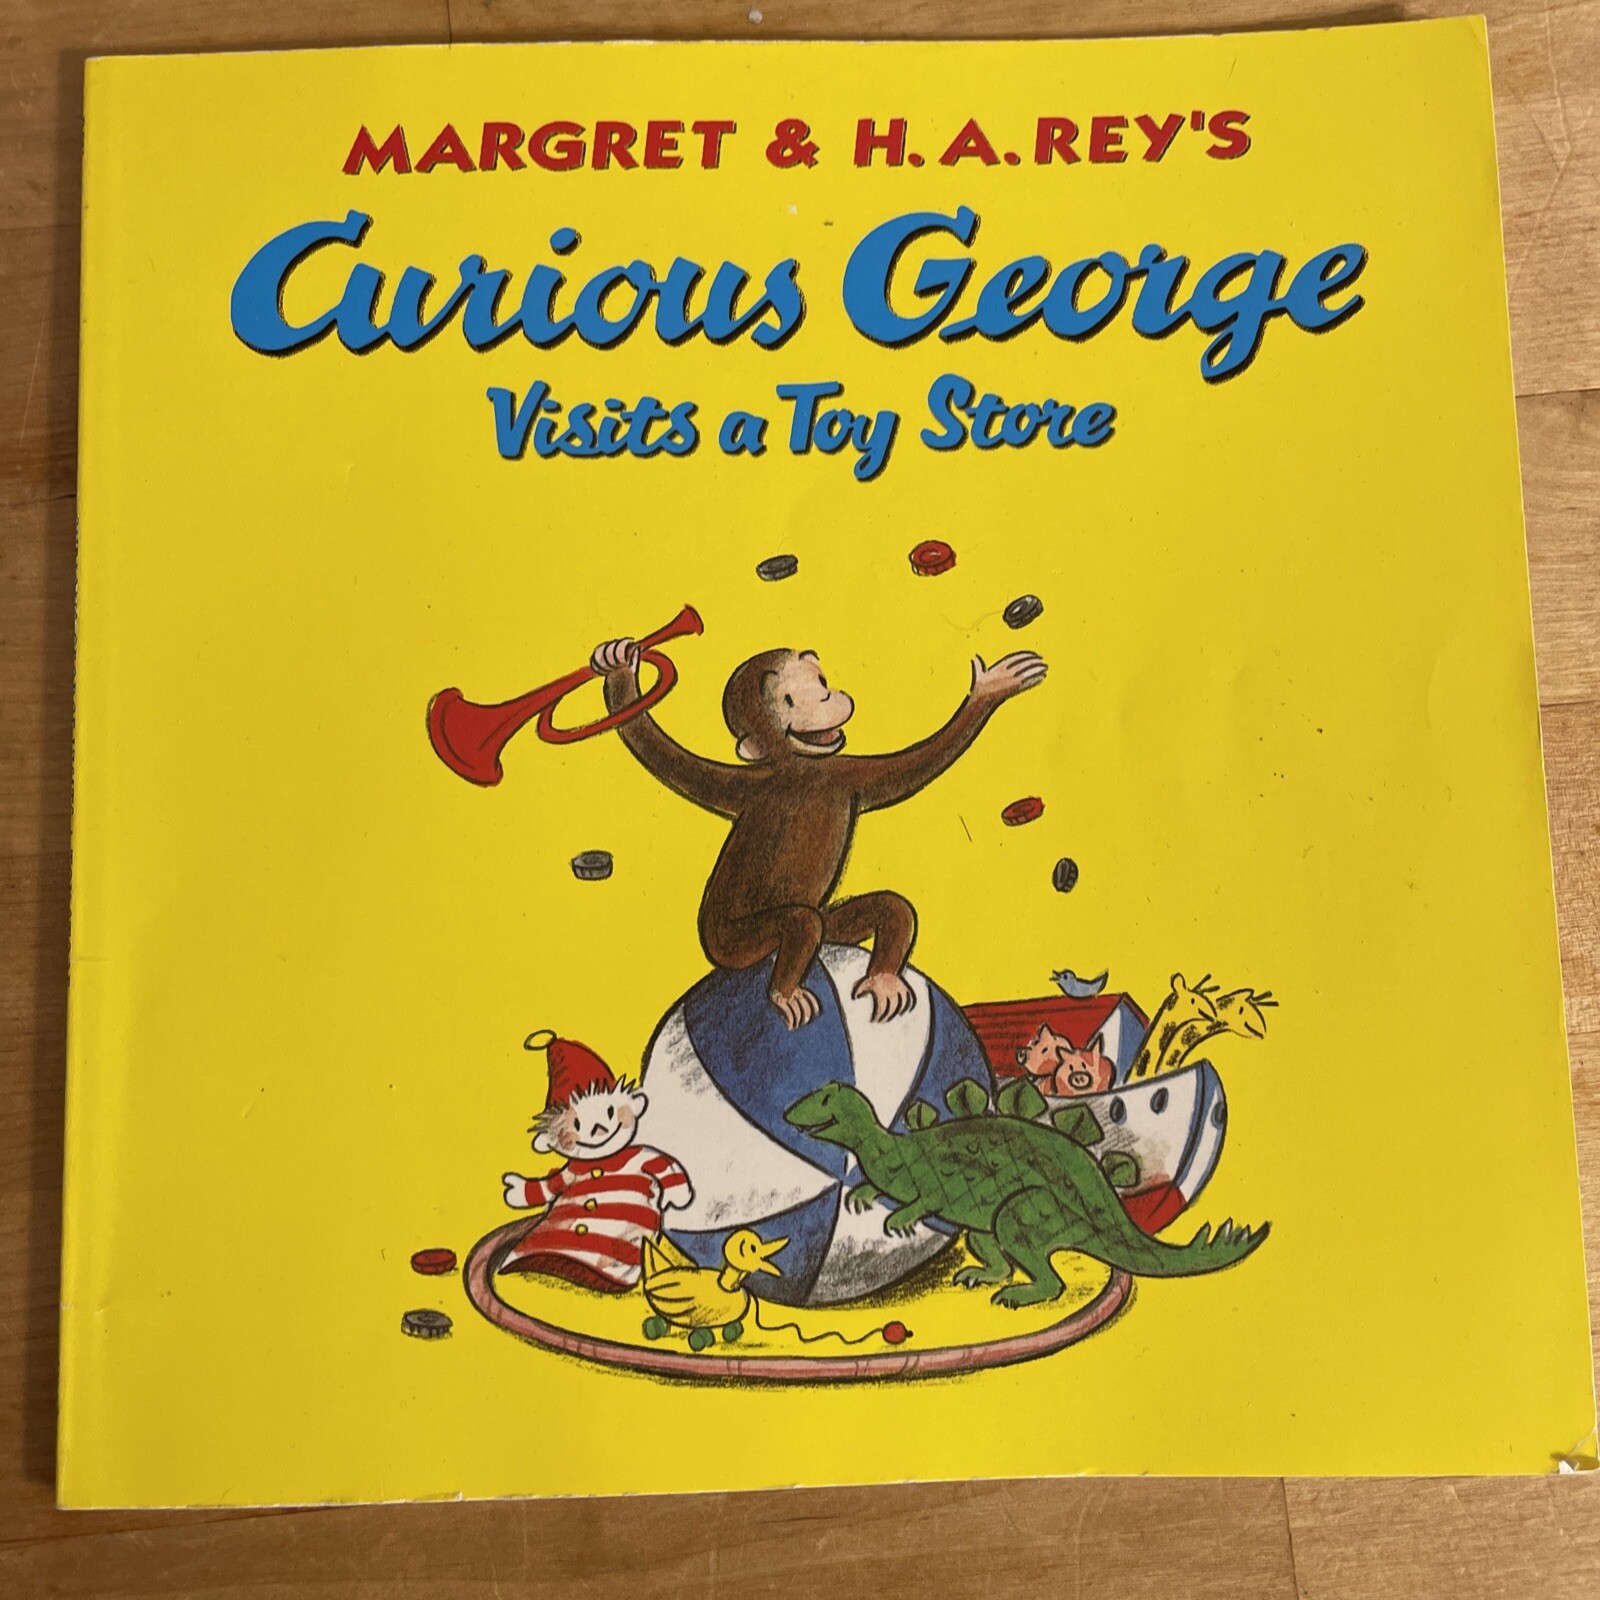 MARGRET & H. A. REY'S
Curious George
Visits a Toy Store